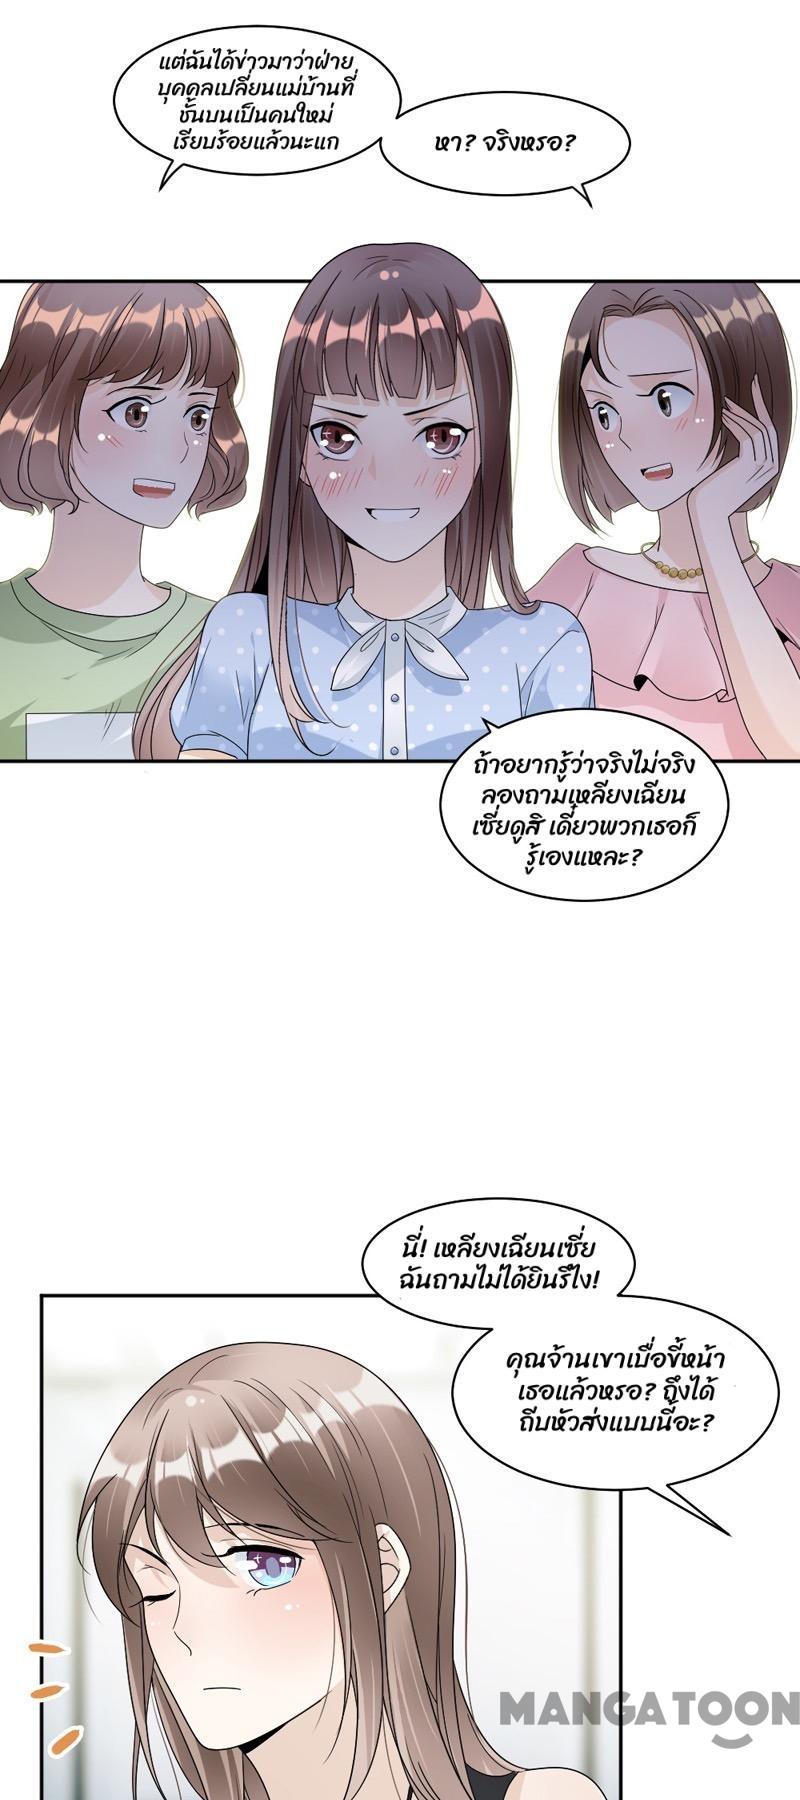 แต่ฉันได้ข่าวมาว่าฝ่าย
บุคคลเปลี่ยนแม่บ้านที่
ชั้นบนเป็นคนใหม่
เรียบร้อยแล้วนะแก
หา? จริงหรอ?
ถ้าอยากรู้ว่าจริงไม่จริง
ลองถามเหลียงเฉียน
เซี่ยดูสิ เดี๋ยวพวกเธอก็
รู้เองแหละ?
นี่! เหลียงเฉียนเซี่ย
ฉันถามไม่ได้ยินรึไง!
คุณจ้านเขาเบื่อขี้หน้า
เธอแล้วหรอ? ถึงได้
ถีบหัวส่งแบบนี้อะ?
MANGATOON